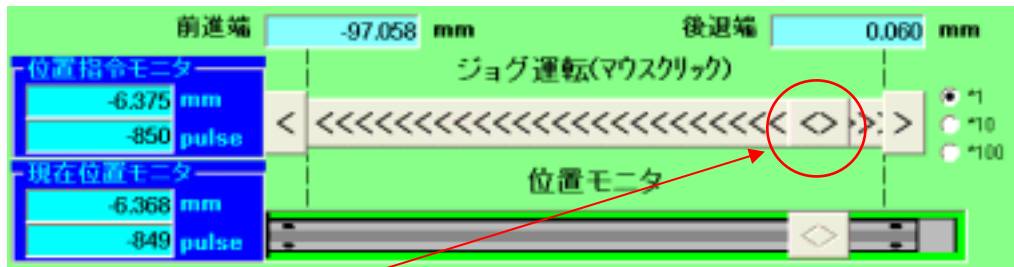 前進端 -97.058 mm 後退端 0.060 mm
位置指令モニタ
-6.375 mm
-850 pulse
ジョグ運転(マウスクリック)
< <<<<<<<<<<<<<<<<<<<<<<<< <> >>: >
*1
*10
*100
現在位置モニタ
-6.368 mm
-849 pulse
位置モニタ
<>